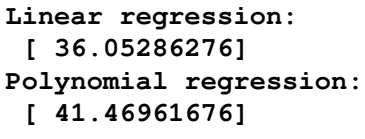 Linear regression:
[ 36.05286276]
Polynomial regression:
[ 41.46961676]